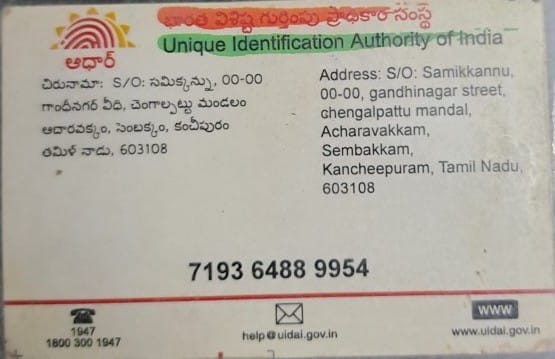 భారత విశిష్ట గుర్తింపు ప్రాధికార సంస్థ
Unique Identification Authority of India
ఆధార్
చిరునామా: S/O: సమిక్కన్ను, 00-00
గాంధీనగర్ వీధి, చెంగాల్పట్టు మండలం
ఆదారవక్కం, సెంబక్కం, కంచీపురం
తమిళ నాడు, 603108
Address: S/O: Samikkannu,
00-00, gandhinagar street,
chengalpattu mandal,
Acharavakkam,
Sembakkam,
Kancheepuram, Tamil Nadu,
603108
7193 6488 9954
1947
1800 300 1947
help@uidai.gov.in
www
www.uidai.gov.in